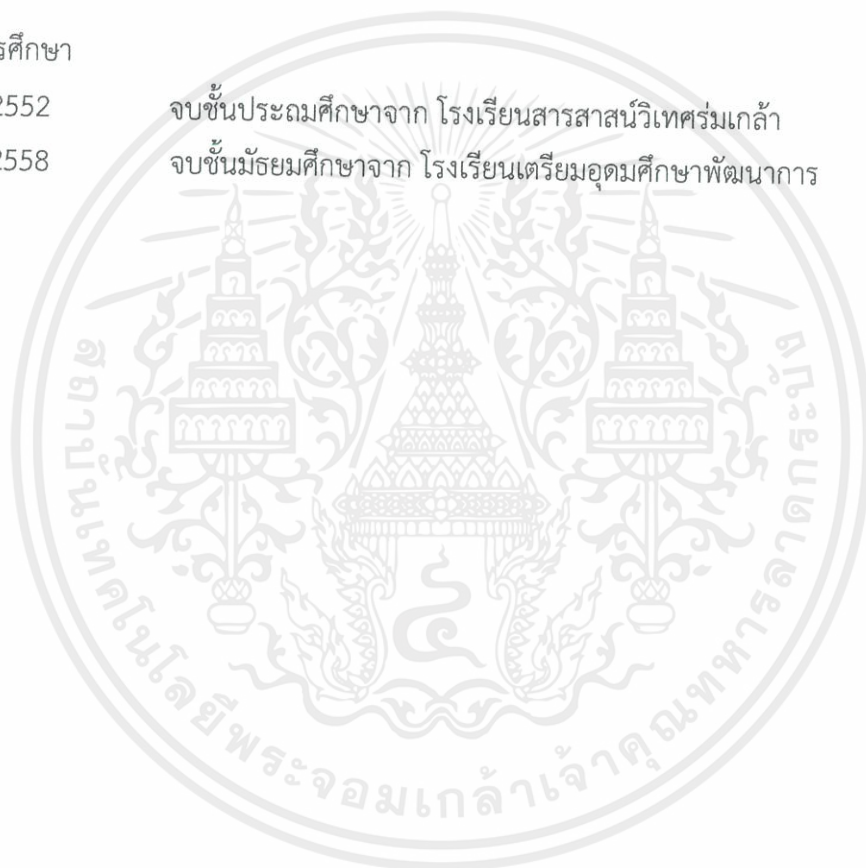 รศึกษา
2552 จบชั้นประถมศึกษาจาก โรงเรียนสารสาสน์วิเทศร่มเกล้า
2558 จบชั้นมัธยมศึกษาจาก โรงเรียนเตรียมอุดมศึกษาพัฒนาการ
สถาบันเทคโนโลยีพระจอมเกล้าเจ้าคุณทหารลาดกระบัง